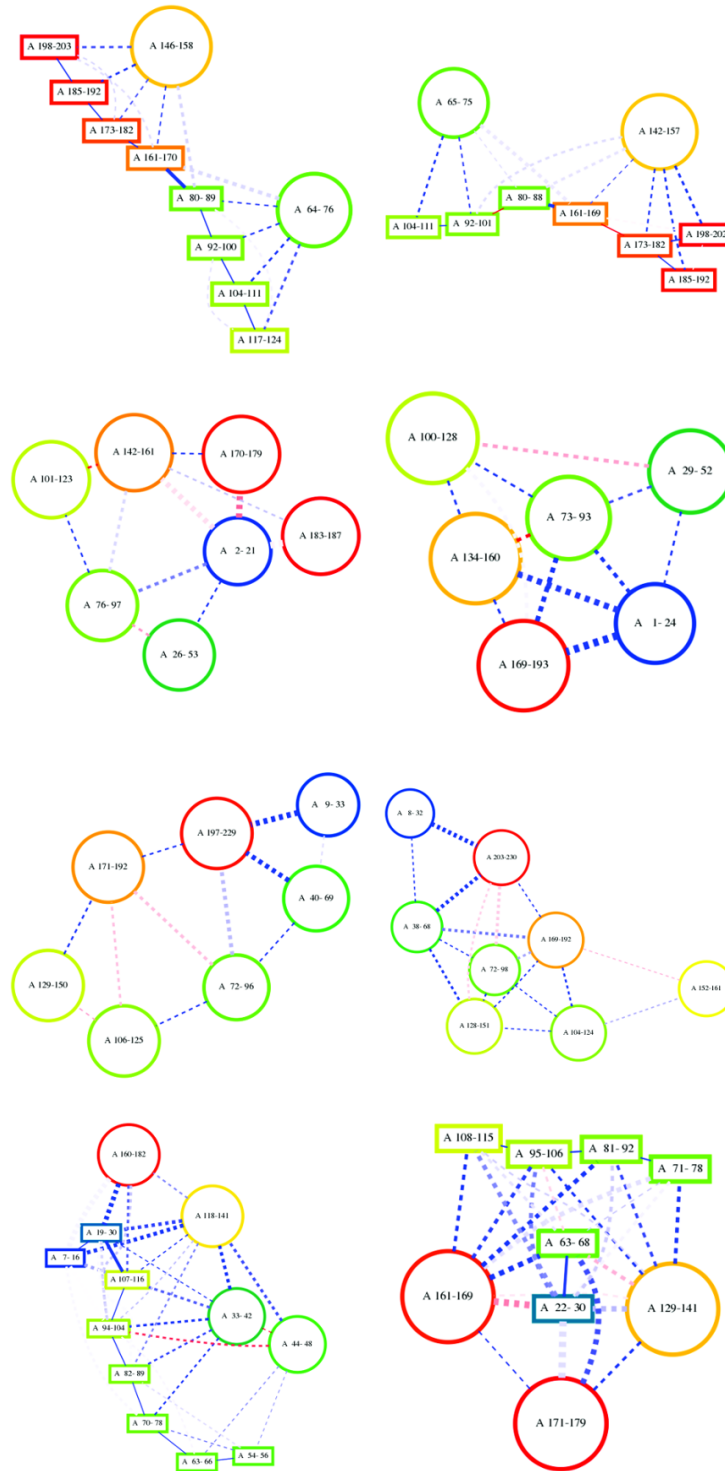 A 198-203
A 146-158
A 185-192
A 173-182
A 161-170
A 80- 89
A 64- 76
A 92-100
A 104-111
A 117-124
A 65- 75
A 142-157
A 80- 88
A 161-169
A 104-111
A 92-101
A 198-202
A 173-182
A 185-192
A 142-161
A 170-179
A 101-123
A 183-187
A 2- 21
A 76- 97
A 26- 53
A 100-128
A 29- 52
A 73- 93
A 134-160
A 1- 24
A 169-193
A 9- 33
A 197-229
A 171-192
A 40- 69
A 129-150
A 72- 96
A 106-125
A 8- 32
A 203-230
A 38- 68
A 169-192
A 72- 98
A 152-161
A 128-151
A 104-124
A 160-182
A 118-141
A 19- 30
A 7- 16
A 107-116
A 33- 42
A 94-104
A 44- 48
A 82- 89
A 70- 78
A 54- 56
A 63- 66
A 108-115
A 95-106
A 81- 92
A 71- 78
A 63- 68
A 161-169
A 22- 30
A 129-141
A 171-179